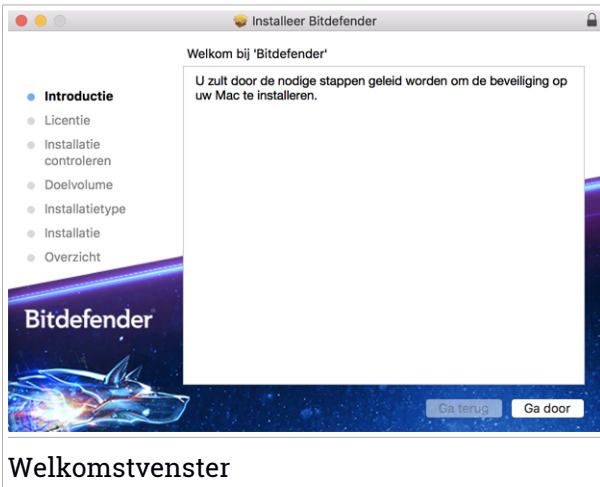 Installeer Bitdefender
Welkom bij 'Bitdefender'
U zult door de nodige stappen geleid worden om de beveiliging op
uw Mac te installeren.
Introductie
Licentie
Installatie
controleren
Doelvolume
Installatietype
Installatie
Overzicht
Bitdefender
Ga terug
Ga door
Welkomstvenster